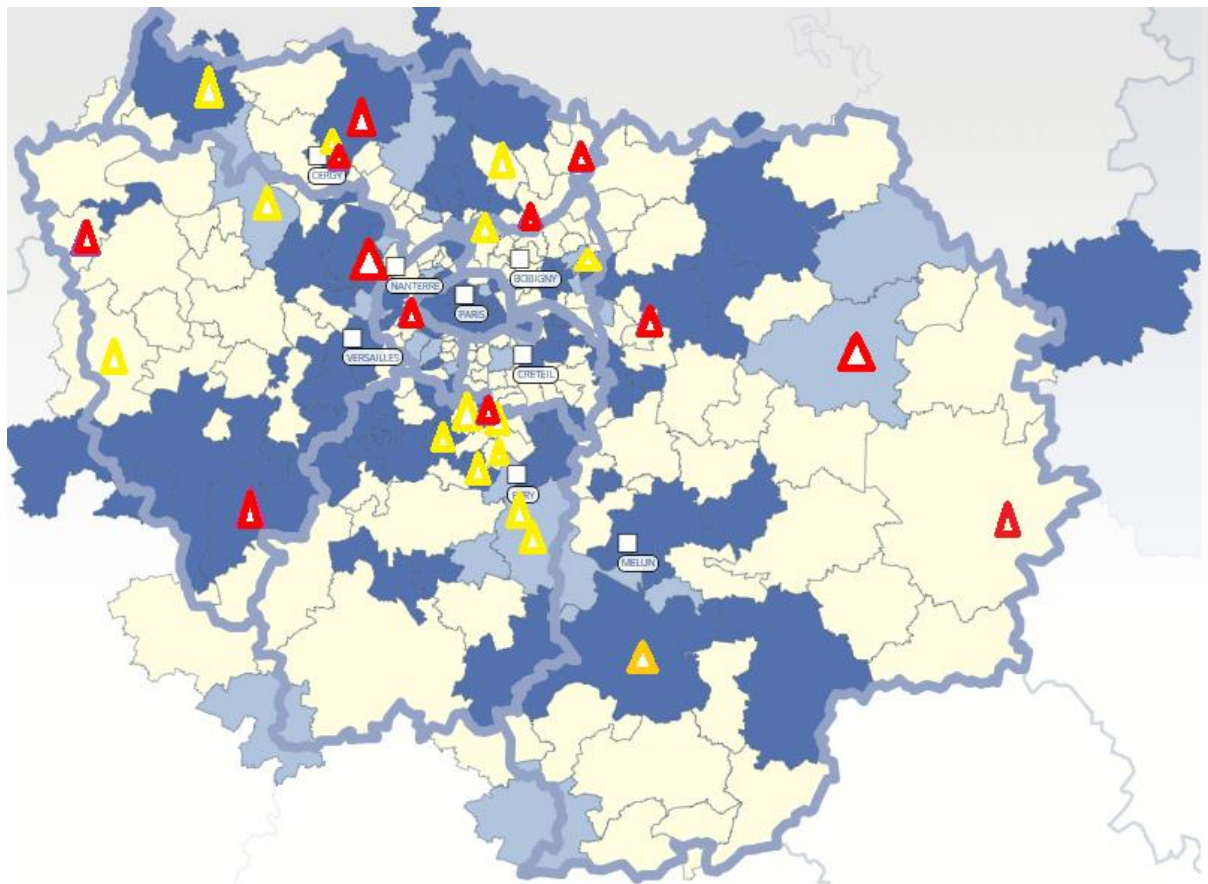 CERGY
NANTERRE
BOBIGNY
PARIS
VERSAILLES
CRETEIL
EVRY
MELUN